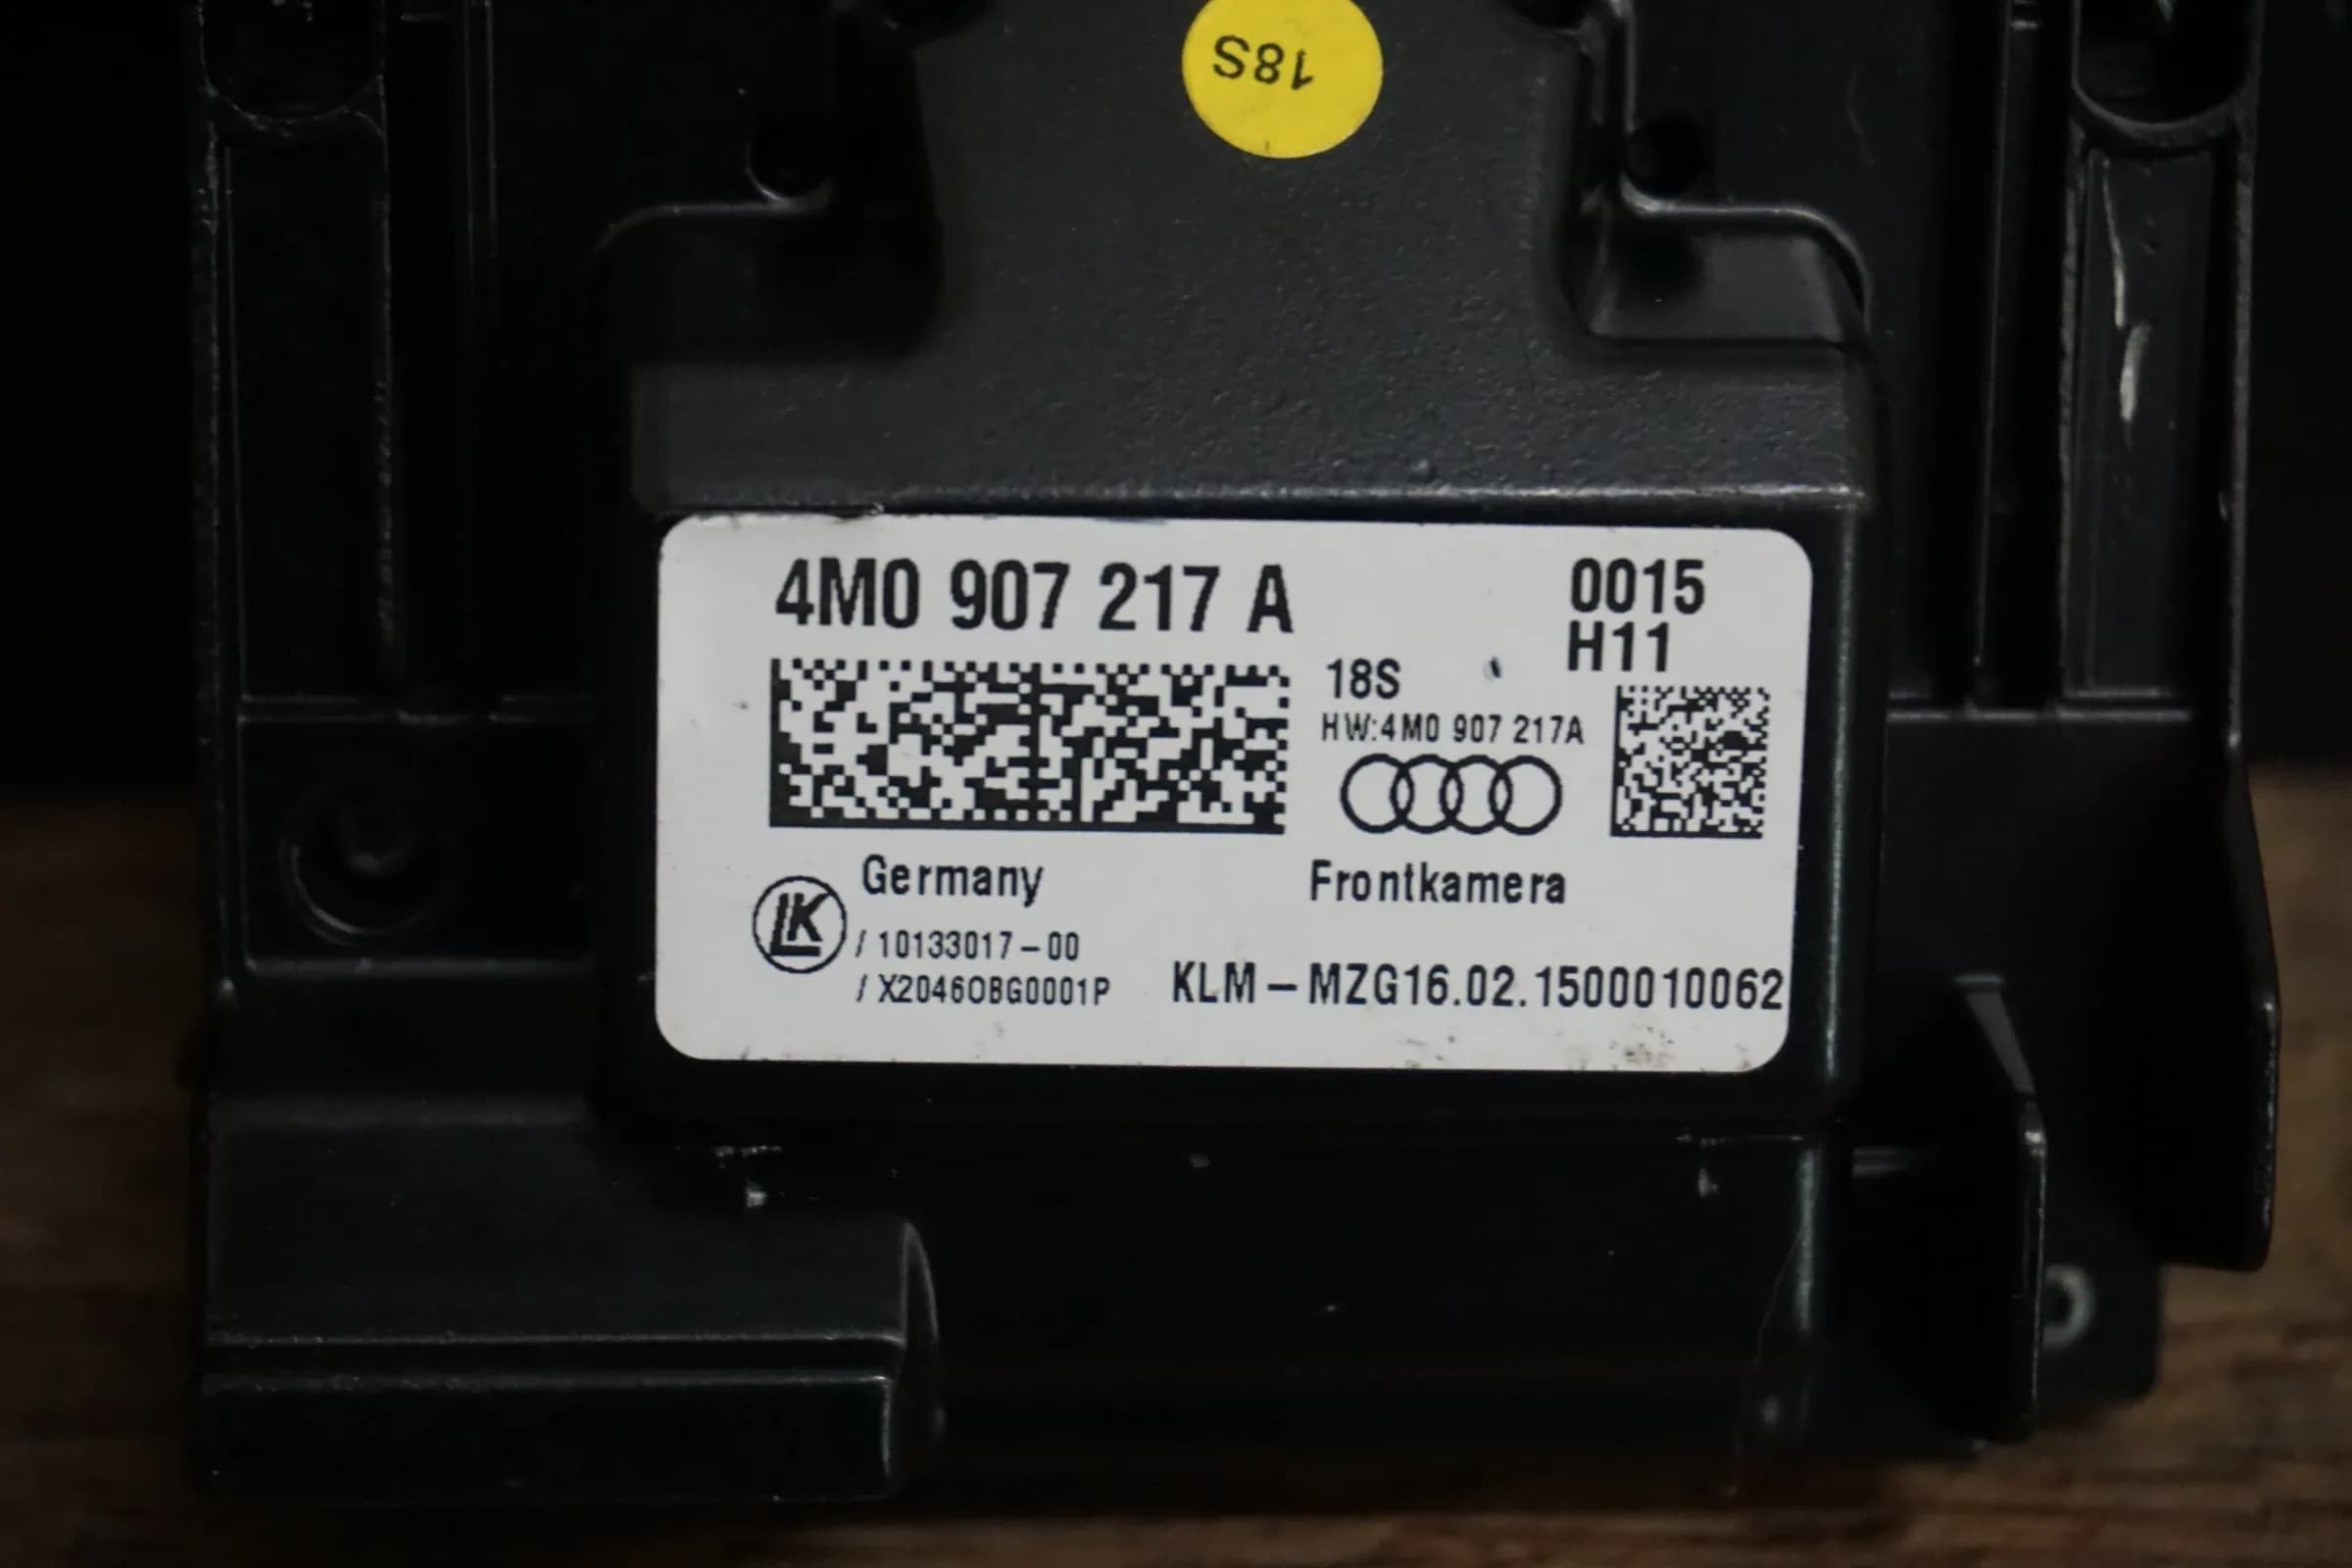 18S
4M0 907 217 A
0015
H11
18S
HW:4M0 907 217A
Germany
Frontkamera
LK
/ 10133017-00
/ X2046OBG0001P
KLM-MZG16.02.1500010062